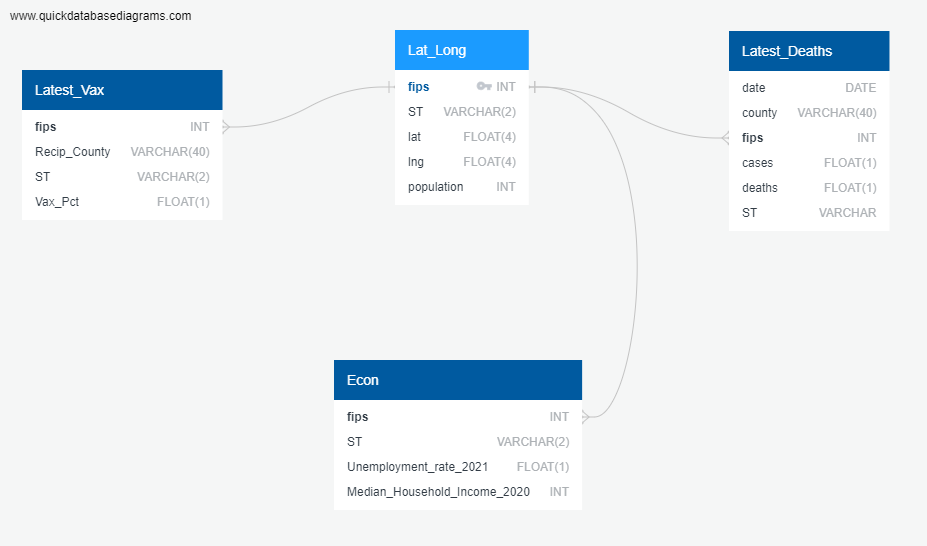 www.quickdatabasediagrams.com
Latest_Vax
fips INT
Recip_County VARCHAR(40)
ST VARCHAR(2)
Vax_Pct FLOAT(1)
Lat_Long
fips INT
ST VARCHAR(2)
lat FLOAT(4)
lng FLOAT(4)
population INT
Latest_Deaths
date DATE
county VARCHAR(40)
fips INT
cases FLOAT(1)
deaths FLOAT(1)
ST VARCHAR
Econ
fips INT
ST VARCHAR(2)
Unemployment_rate_2021 FLOAT(1)
Median_Household_Income_2020 INT